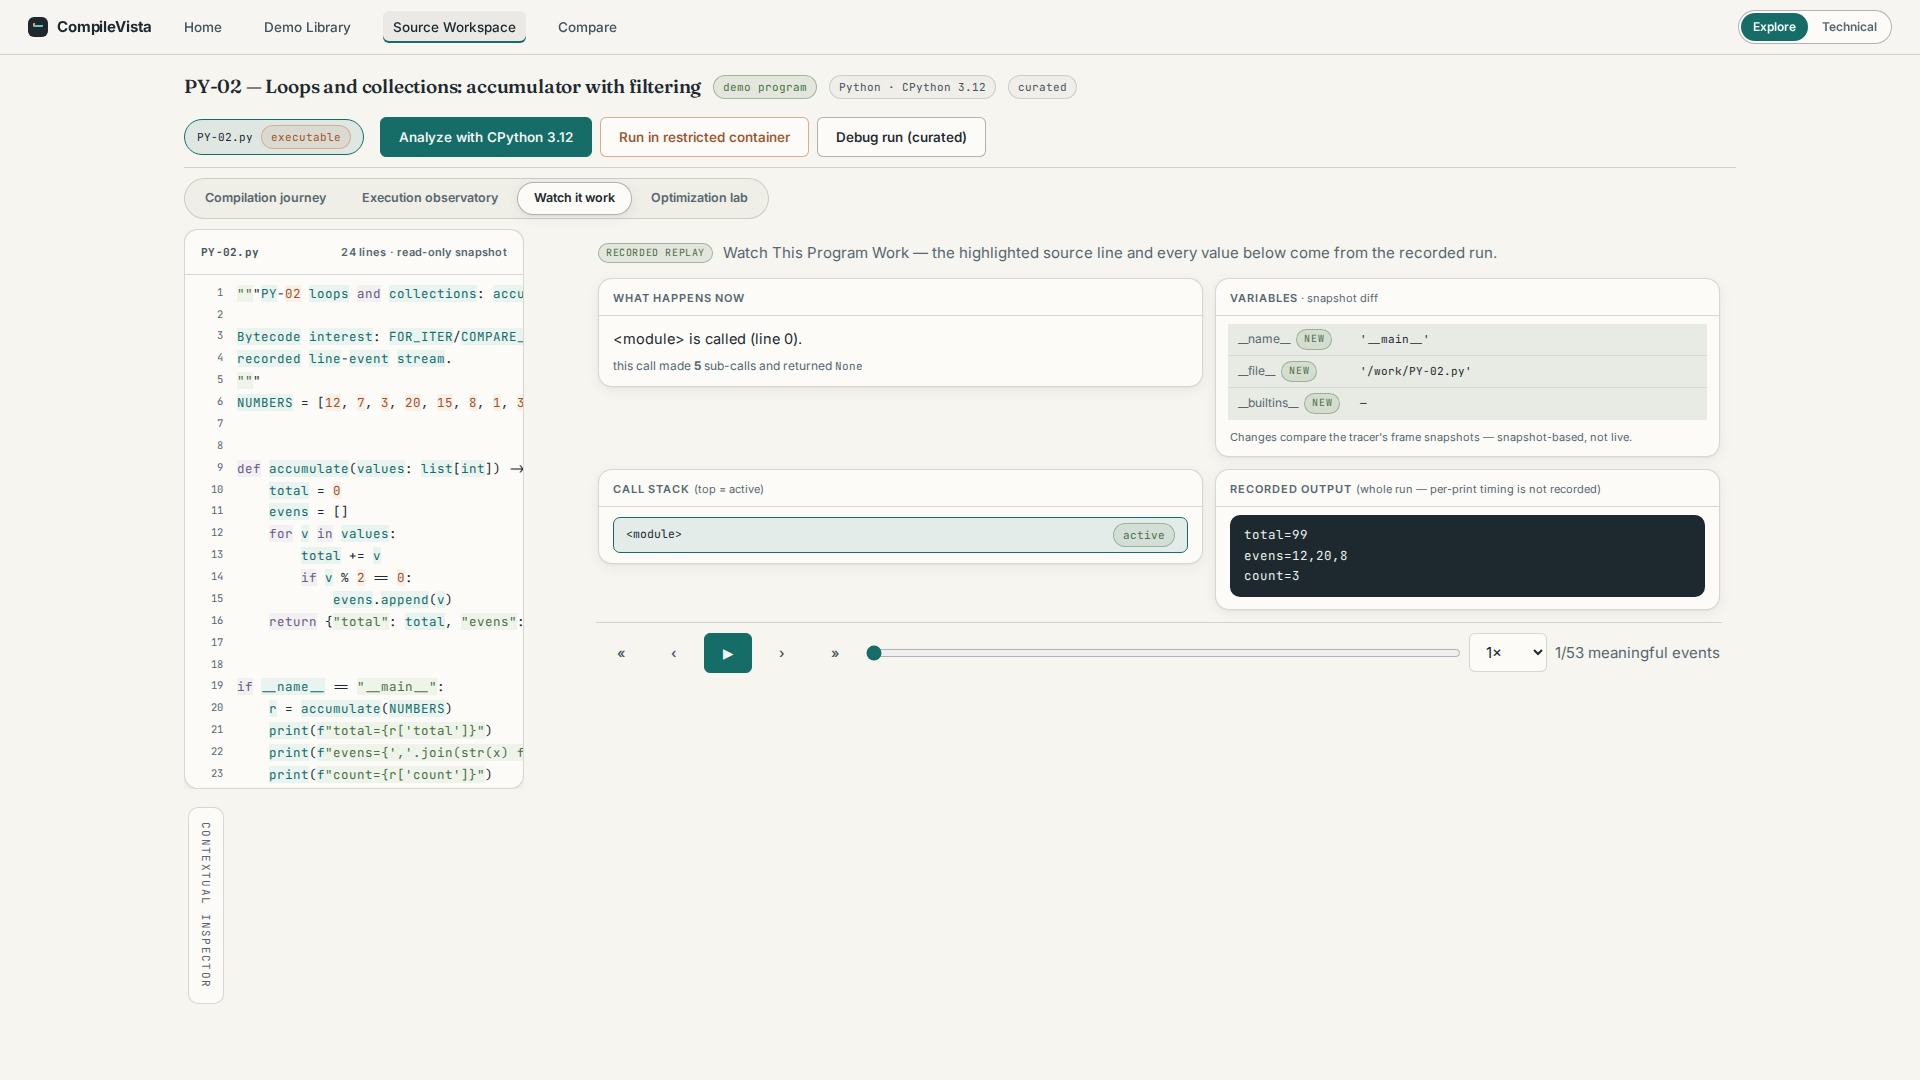 CompileVista
Home
Demo Library
Source Workspace
Compare
Explore
Technical
PY-02 — Loops and collections: accumulator with filtering
demo program
Python · CPython 3.12
curated
PY-02.py
executable
Analyze with CPython 3.12
Run in restricted container
Debug run (curated)
Compilation journey
Execution observatory
Watch it work
Optimization lab
PY-02.py
24 lines · read-only snapshot
1 """PY-02 loops and collections: accu
2
3 Bytecode interest: FOR_ITER/COMPARE_
4 recorded line-event stream.
5 """
6 NUMBERS = [12, 7, 3, 20, 15, 8, 1, 3
7
8
9 def accumulate(values: list[int]) ->
10 total = 0
11 evens = []
12 for v in values:
13 total += v
14 if v % 2 == 0:
15 evens.append(v)
16 return {"total": total, "evens":
17
18
19 if __name__ == "__main__":
20 r = accumulate(NUMBERS)
21 print(f"total={r['total']}")
22 print(f"evens={','.join(str(x) f
23 print(f"count={r['count']}")
CONTEXTUAL INSPECTOR
RECORDED REPLAY Watch This Program Work — the highlighted source line and every value below come from the recorded run.
WHAT HAPPENS NOW
<module> is called (line 0).
this call made 5 sub-calls and returned None
VARIABLES · snapshot diff
__name__ NEW '__main__'
__file__ NEW '/work/PY-02.py'
__builtins__ NEW —
Changes compare the tracer's frame snapshots — snapshot-based, not live.
CALL STACK (top = active)
<module> active
RECORDED OUTPUT (whole run — per-print timing is not recorded)
total=99
evens=12,20,8
count=3
« ‹ ▶ › » 1× 1/53 meaningful events